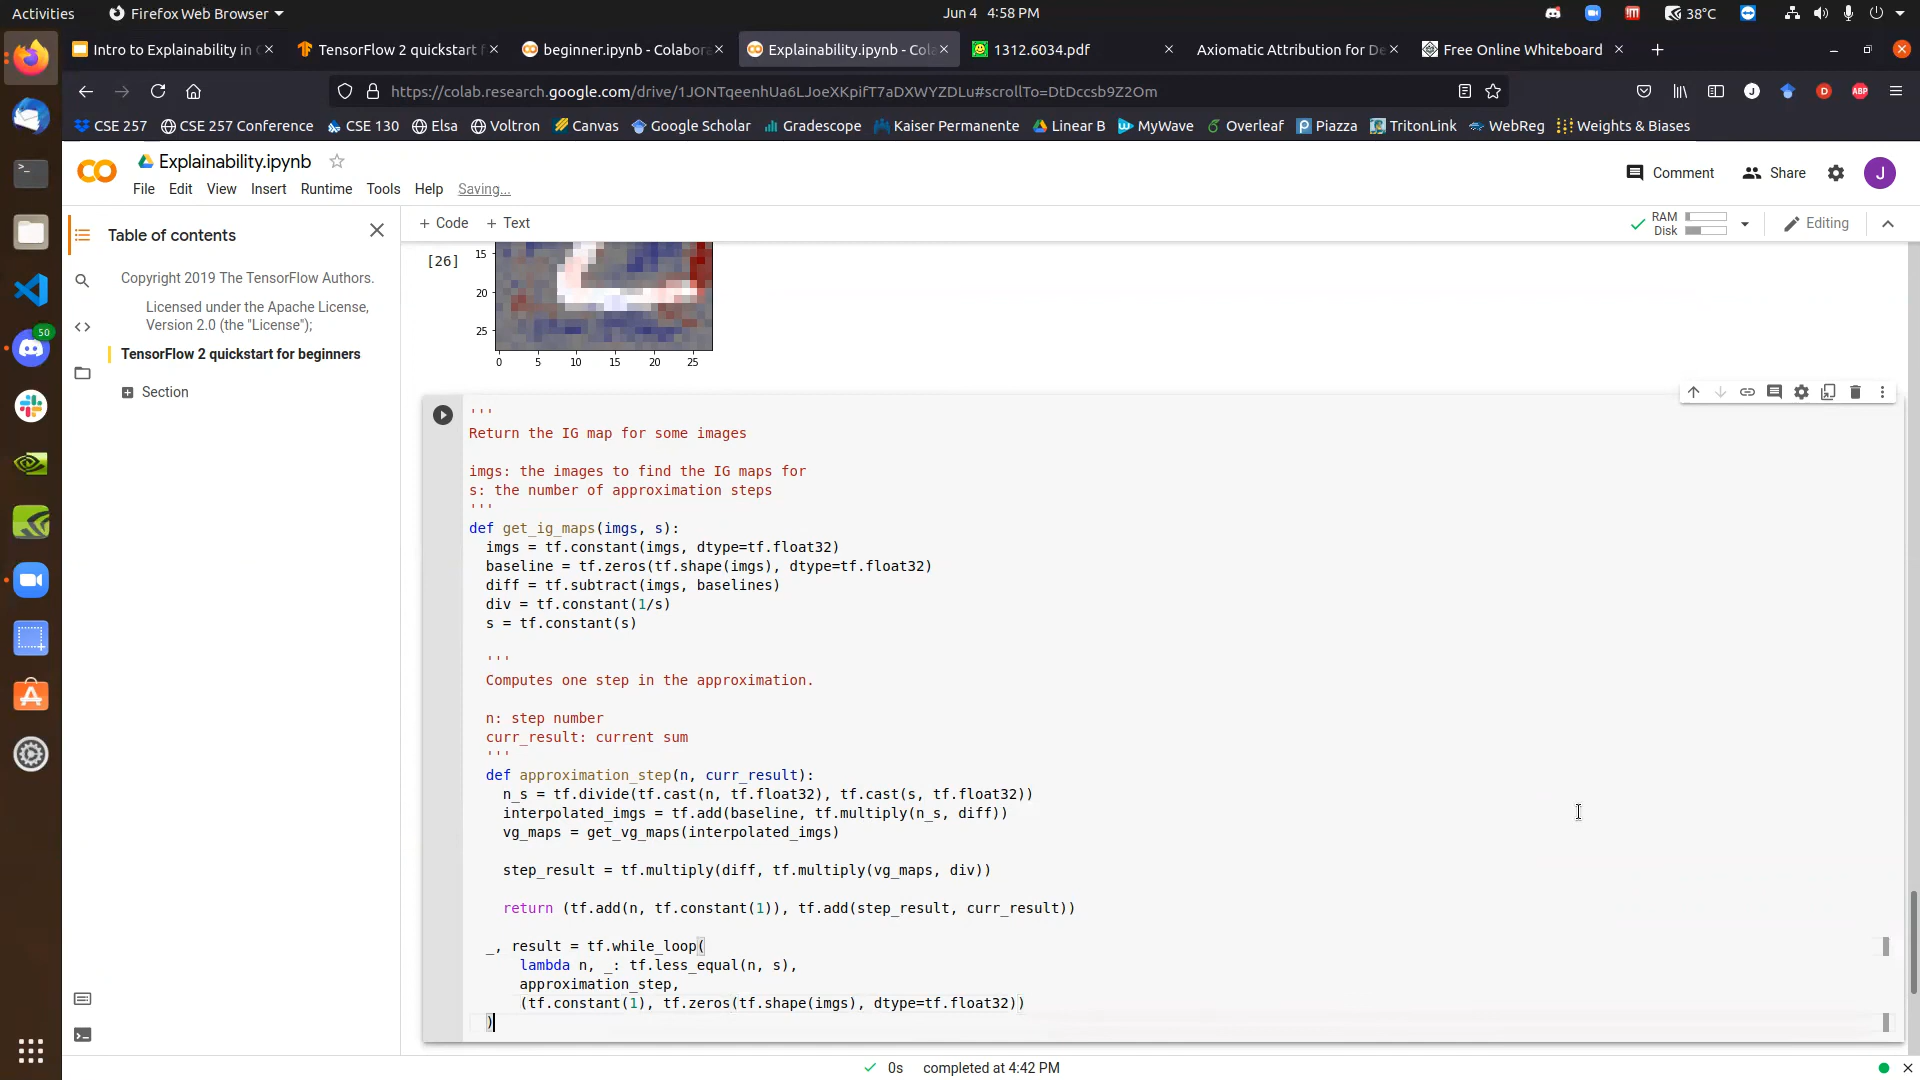 Activities
Firefox Web Browser
Jun 4 4:58 PM
38°C
Intro to Explainability in
TensorFlow 2 quickstart f
beginner.ipynb - Colabora
Explainability.ipynb - Cola
1312.6034.pdf
Axiomatic Attribution for De
Free Online Whiteboard
https://colab.research.google.com/drive/1JONTqeenhUa6LJoeXKpifT7aDXWYZDLu#scrollTo=DtDccsb9Z2Om
CSE 257
CSE 257 Conference
CSE 130
Elsa
Voltron
Canvas
Google Scholar
Gradescope
Kaiser Permanente
Linear B
MyWave
Overleaf
Piazza
TritonLink
WebReg
Weights & Biases
Explainability.ipynb
Comment
Share
J
File Edit View Insert Runtime Tools Help Saving...
Table of contents
+ Code + Text
RAM
Disk
Editing
Copyright 2019 The TensorFlow Authors.
Licensed under the Apache License,
Version 2.0 (the "License");
TensorFlow 2 quickstart for beginners
Section
50
[26]
15
20
25
0 5 10 15 20 25
'''
Return the IG map for some images
imgs: the images to find the IG maps for
s: the number of approximation steps
'''
def get_ig_maps(imgs, s):
imgs = tf.constant(imgs, dtype=tf.float32)
baseline = tf.zeros(tf.shape(imgs), dtype=tf.float32)
diff = tf.subtract(imgs, baselines)
div = tf.constant(1/s)
s = tf.constant(s)
'''
Computes one step in the approximation.
n: step number
curr_result: current sum
'''
def approximation_step(n, curr_result):
n_s = tf.divide(tf.cast(n, tf.float32), tf.cast(s, tf.float32))
interpolated_imgs = tf.add(baseline, tf.multiply(n_s, diff))
vg_maps = get_vg_maps(interpolated_imgs)
step_result = tf.multiply(diff, tf.multiply(vg_maps, div))
return (tf.add(n, tf.constant(1)), tf.add(step_result, curr_result))
_, result = tf.while_loop(
lambda n, _: tf.less_equal(n, s),
approximation_step,
(tf.constant(1), tf.zeros(tf.shape(imgs), dtype=tf.float32))
)
0s completed at 4:42 PM